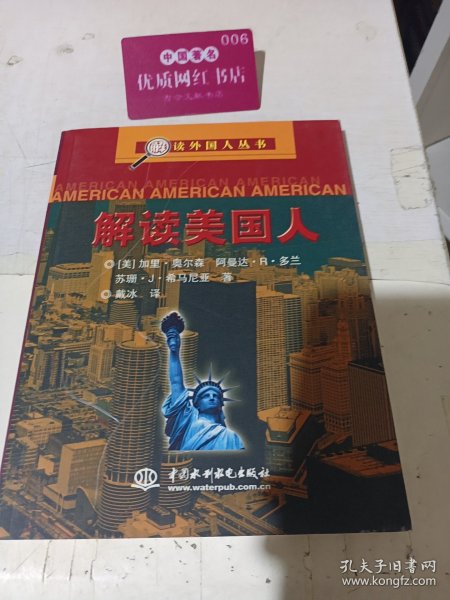 006
中国著名
优质网红书店
解读外国人丛书
AMERICAN AMERICAN AMERICAN
AMERICAN AMERICAN AMERICAN
解读美国人
[美]加里·奥尔森 阿曼达·R·多兰
苏珊·J·希马尼亚 著
戴冰 译
中国水利水电出版社
www.waterpub.com.cn
孔夫子旧书网
www.kongfz.com